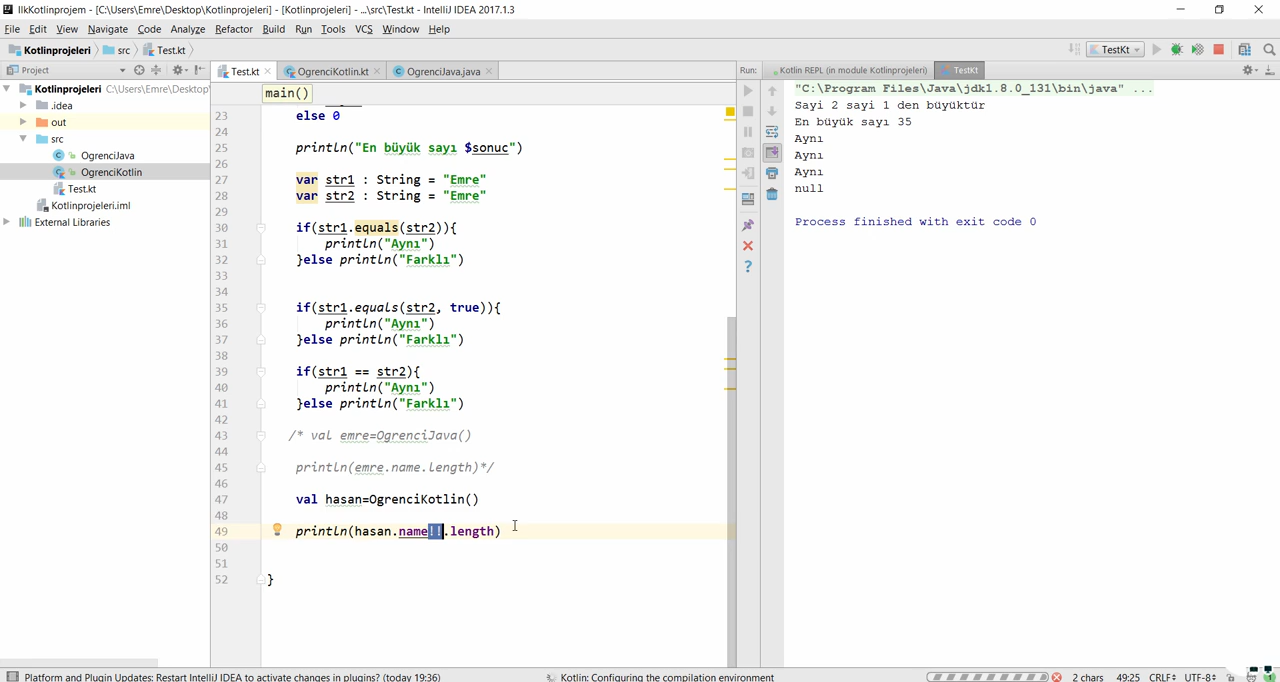 IlkKotlinprojem - [C:\Users\Emre\Desktop\Kotlinprojeleri] - [Kotlinprojeleri] - ...\src\Test.kt - IntelliJ IDEA 2017.1.3
File Edit View Navigate Code Analyze Refactor Build Run Tools VCS Window Help
Kotlinprojeleri src Test.kt TestKt
Project Test.kt OgrenciKotlin.kt OgrenciJava.java Run: Kotlin REPL (in module Kotlinprojeleri) TestKt
main()
Kotlinprojeleri C:\Users\Emre\Desktop
.idea
out
src
OgrenciJava
OgrenciKotlin
Test.kt
Kotlinprojeleri.iml
External Libraries
23 else 0
24
25 println("En büyük sayı $sonuc")
26
27 var str1 : String = "Emre"
28 var str2 : String = "Emre"
29
30 if(str1.equals(str2)){
31 println("Aynı")
32 }else println("Farklı")
33
34
35 if(str1.equals(str2, true)){
36 println("Aynı")
37 }else println("Farklı")
38
39 if(str1 == str2){
40 println("Aynı")
41 }else println("Farklı")
42
43 /* val emre=OgrenciJava()
44
45 println(emre.name.length)*/
46
47 val hasan=OgrenciKotlin()
48
49 println(hasan.name!!.length)
50
51
52 }
"C:\Program Files\Java\jdk1.8.0_131\bin\java" ...
Sayi 2 sayi 1 den büyüktür
En büyük sayı 35
Aynı
Aynı
Aynı
null
Process finished with exit code 0
Platform and Plugin Updates: Restart IntelliJ IDEA to activate changes in plugins? (today 19:36) Kotlin: Configuring the compilation environment 2 chars 49:25 CRLF÷ UTF-8÷